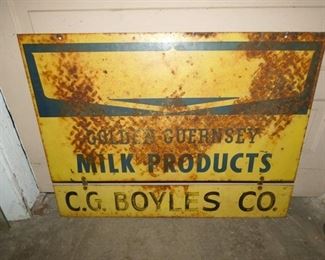 GOLDEN GUERNSEY
MILK PRODUCTS
C.G. BOYLES CO.